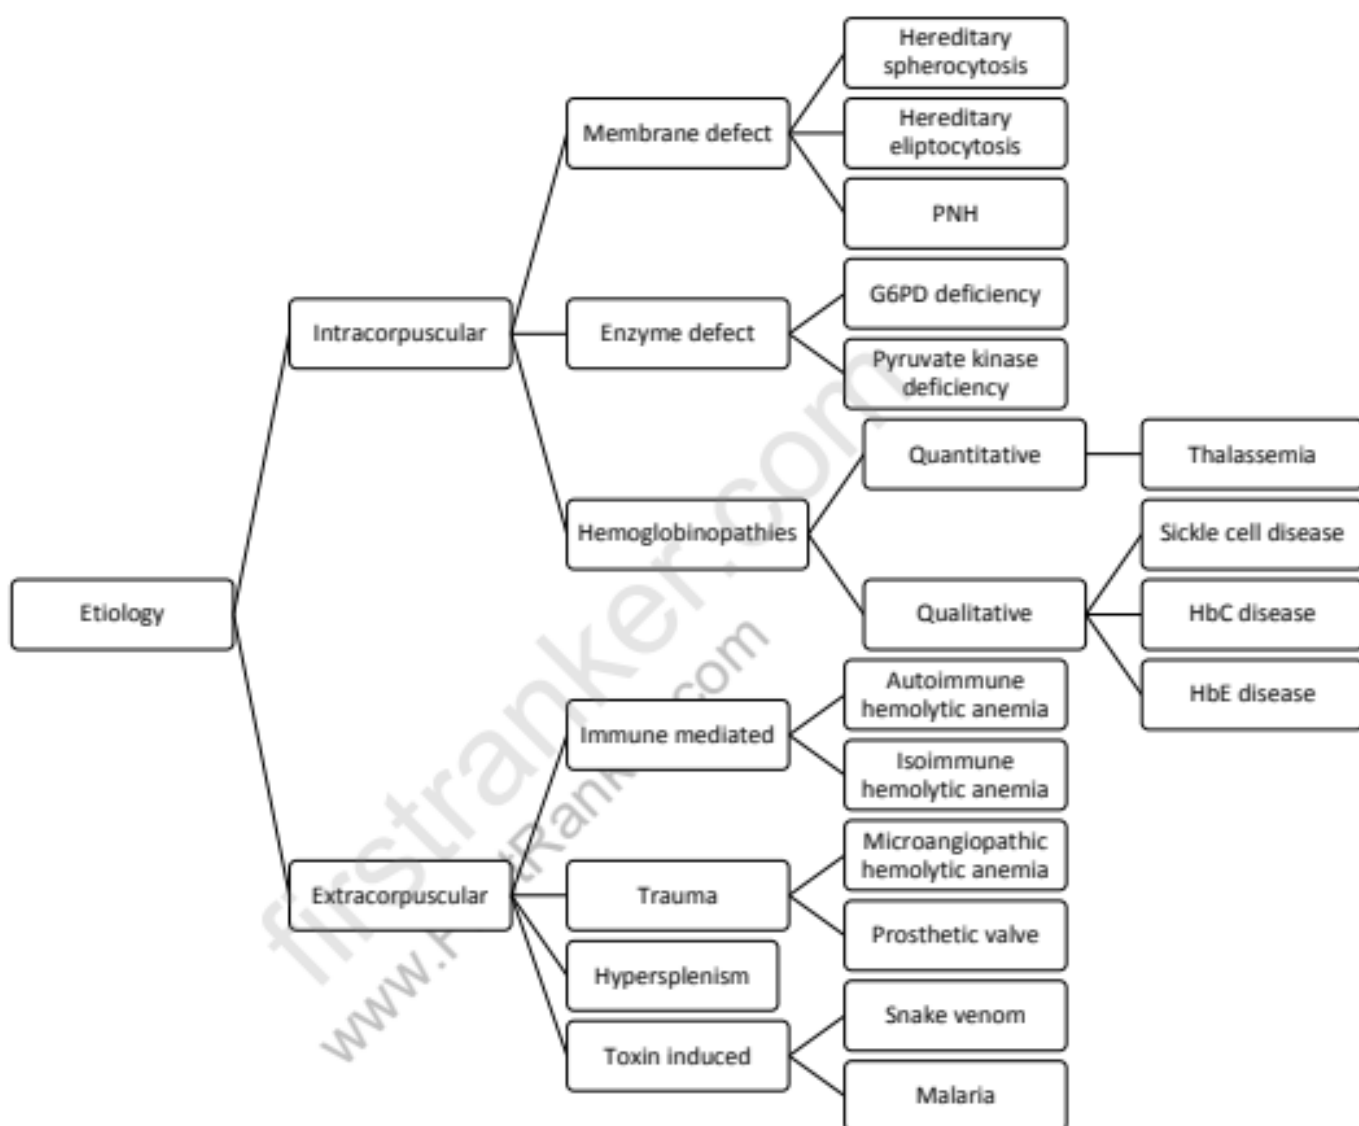 Hereditary
spherocytosis
Membrane defect
Hereditary
eliptocytosis
PNH
G6PD deficiency
Intracorpuscular
Enzyme defect
Pyruvate kinase
deficiency
Quantitative
Thalassemia
Hemoglobinopathies
Sickle cell disease
Etiology
Qualitative
HbC disease
HbE disease
Autoimmune
hemolytic anemia
Immune mediated
Isoimmune
hemolytic anemia
Microangiopathic
hemolytic anemia
Extracorpuscular
Trauma
Prosthetic valve
Hypersplenism
Snake venom
Toxin induced
Malaria
firstranker.com
www.FirstRanker.com